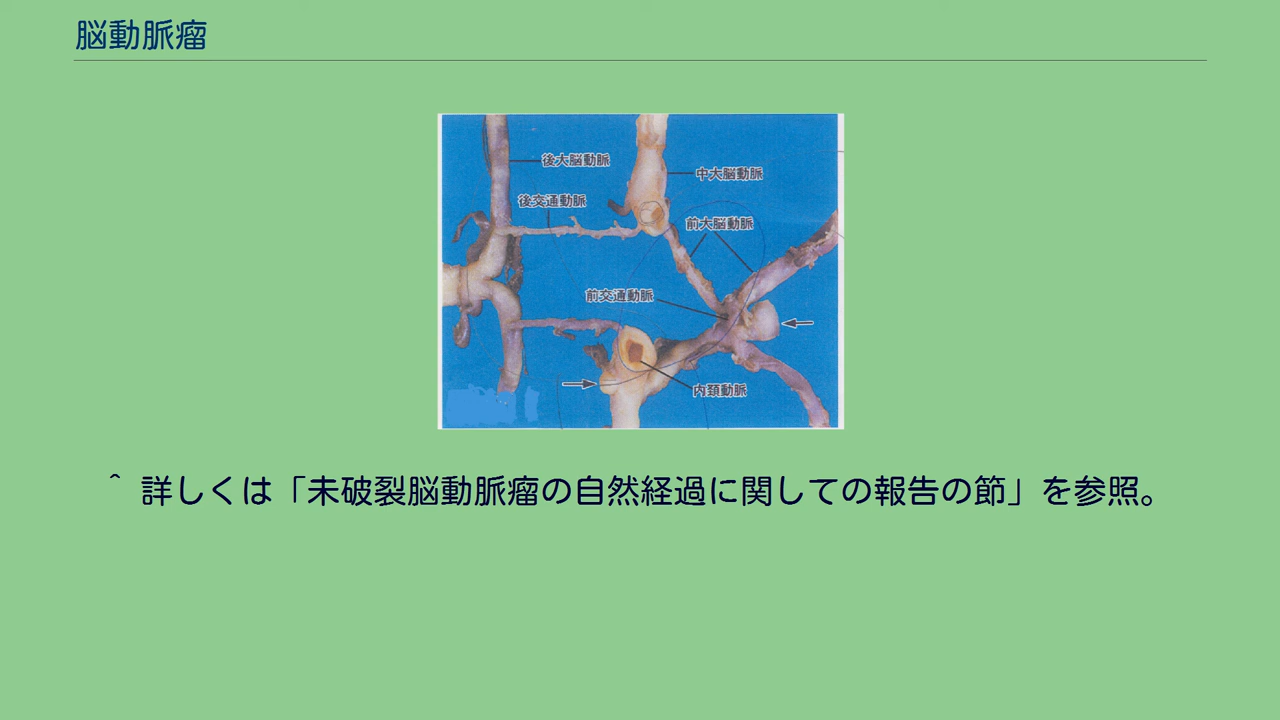 脳動脈瘤
後大脳動脈
中大脳動脈
後交通動脈
前大脳動脈
前交通動脈
内頚動脈
^ 詳しくは「未破裂脳動脈瘤の自然経過に関しての報告の節」を参照。